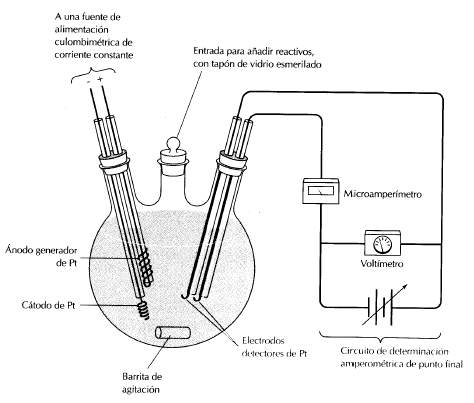 A una fuente de
alimentación
culombimétrica de
corriente constante
- +
Entrada para añadir reactivos,
con tapón de vidrio esmerilado
Microamperímetro
Voltímetro
Ánodo generador
de Pt
Cátodo de Pt
Electrodos
detectores de Pt
Barrita de
agitación
Circuito de determinación
amperométrica de punto final